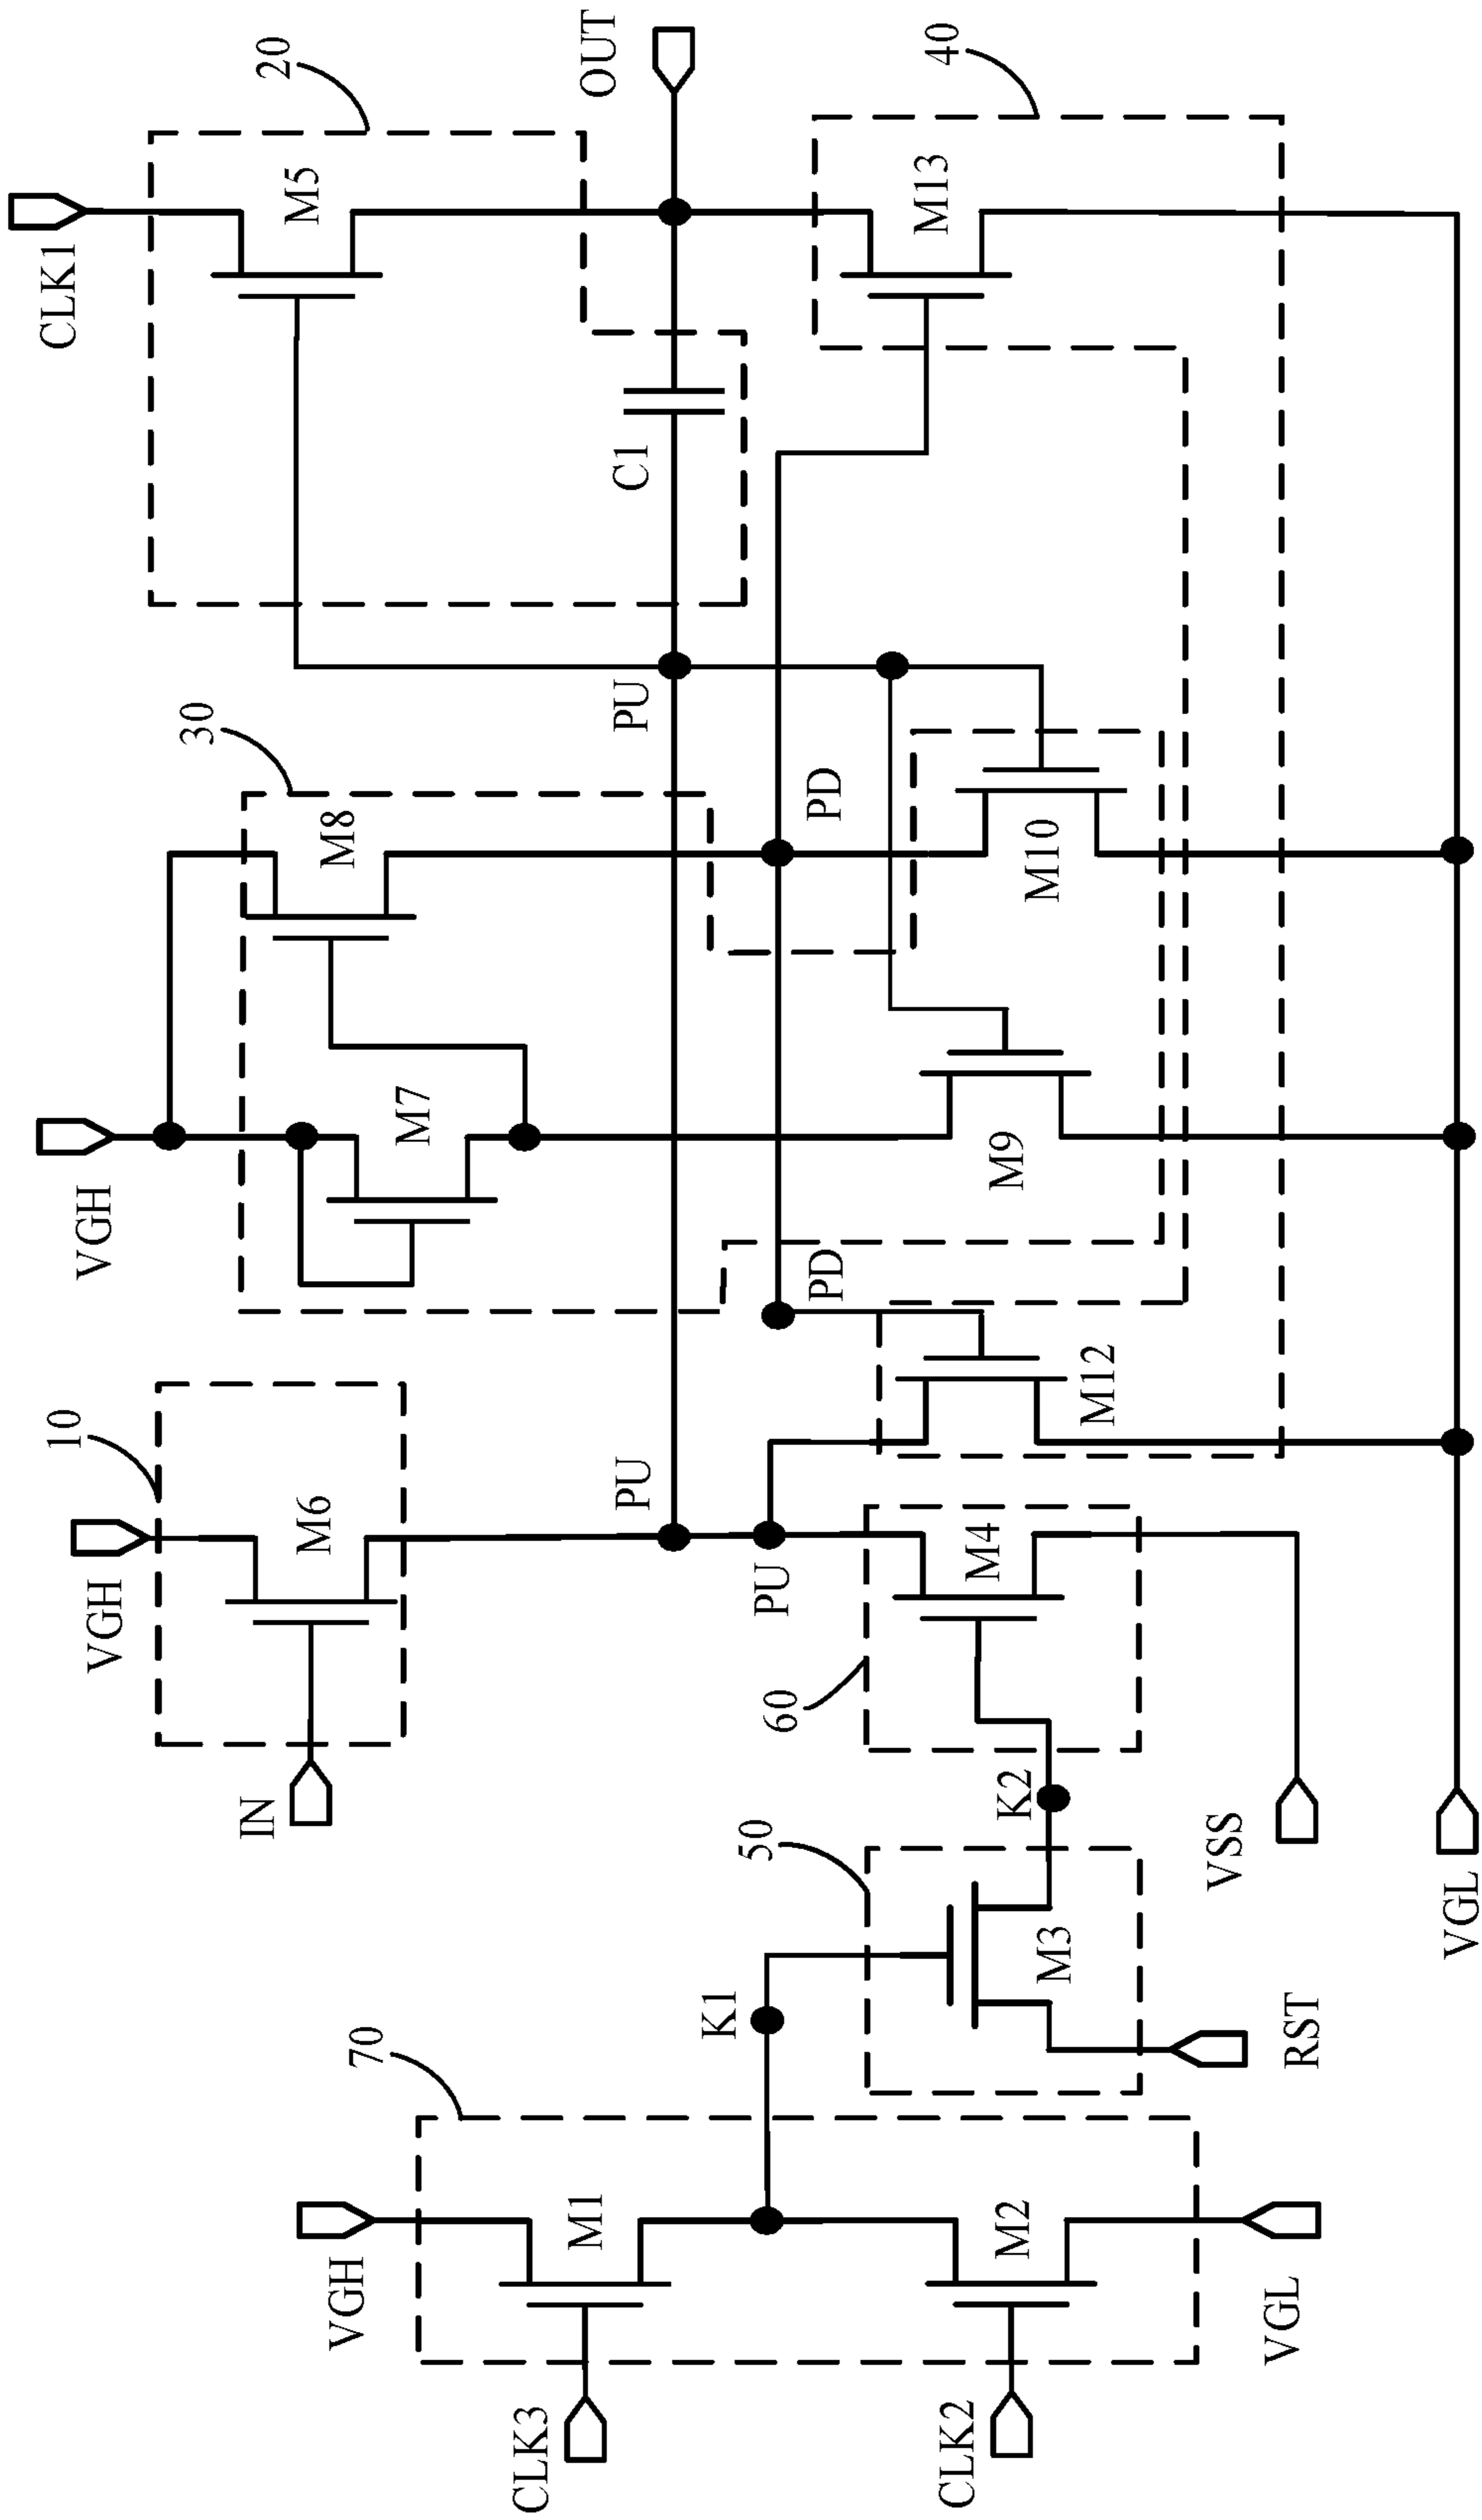 CLK1
10
VGH
VGH
30
IN
20
M5
M6
M8
VGH
70
M7
CLK3
M1
OUT
PU
PU
C1
K1
50
60
PU
PD
PD
M13
40
CLK2
M2
K2
M4
M9
M10
M3
M12
VSS
VGL
RST
VGL